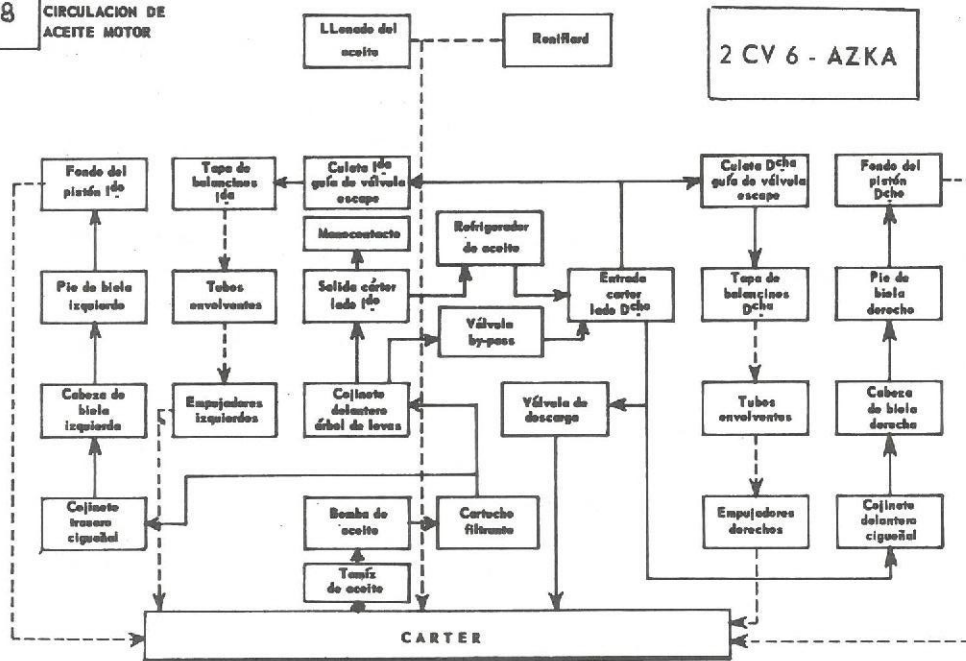 8
CIRCULACION DE
ACEITE MOTOR
LLenado del
aceite
Reniflard
2 CV 6 - AZKA
Fondo del
pistón Ido
Tapa de
balancines
Ida
Culata Ida
guía de válvula
escape
Culata Dcha
guía de válvula
escape
Fondo del
pistón
Dcho
Manocontacto
Refrigerador
de aceite
Pie de biela
izquierdo
Tubos
envolventes
Salida cárter
lado Ido
Entrada
carter
lado Dcho
Tapa de
balancines
Dcha
Pie de
biela
derecho
Válvula
by-pass
Cabeza de
biela
izquierda
Empujadores
izquierdos
Cojinete
delantero
árbol de levas
Válvula de
descarga
Tubos
envolventes
Cabeza
de biela
derecha
Cojinete
trasero
cigueñal
Bomba de
aceite
Cartucho
filtrante
Empujadores
derechos
Cojinete
delantero
cigueñal
Tamíz
de aceite
CARTER